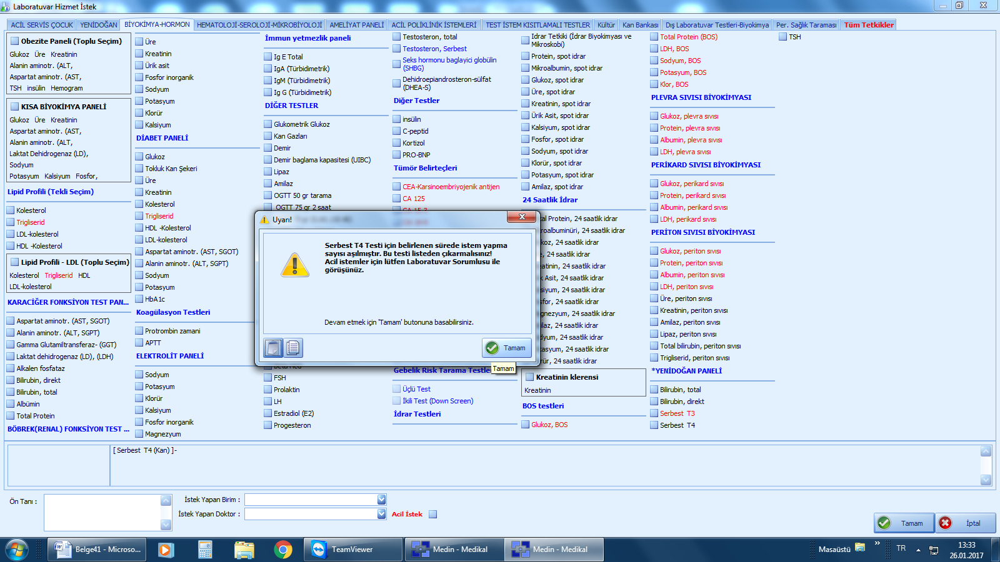 Laboratuvar Hizmet İstek
ACİL SERVİS ÇOCUK
YENİDOĞAN
BİYOKİMYA-HORMON
HEMATOLOJİ-SEROLOJİ-MİKROBİYOLOJİ
AMELİYAT PANELİ
ACİL POLİKLİNİK İSTEMLERİ
TEST İSTEM KISITLAMALI TESTLER
Kültür
Kan Bankası
Dış Laboratuvar Testleri-Biyokimya
Per. Sağlık Taraması
Tüm Tetkikler
Obezite Paneli (Toplu Seçim)
Glukoz Üre Kreatinin
Alanin aminotr. (ALT,
Aspartat aminotr. (AST,
TSH insülin Hemogram
KISA BİYOKİMYA PANELİ
Glukoz Üre Kreatinin
Aspartat aminotr. (AST,
Alanin aminotr. (ALT,
Laktat Dehidrogenaz (LD),
Sodyum
Potasyum Kalsiyum Fosfor,
Lipid Profili (Tekli Seçim)
Kolesterol
Trigliserid
LDL-kolesterol
HDL -Kolesterol
Lipid Profili - LDL (Toplu Seçim)
Kolesterol Trigliserid HDL
LDL-kolesterol
KARACİĞER FONKSİYON TEST PAN...
Aspartat aminotr. (AST, SGOT)
Alanin aminotr. (ALT, SGPT)
Gamma Glutamiltransferaz- (GGT)
Laktat dehidrogenaz (LD), (LDH)
Alkalen fosfataz
Bilirubin, direkt
Bilirubin, total
Albümin
Total Protein
BÖBREK(RENAL) FONKSİYON TEST ...
Üre
Kreatinin
Ürik asit
Fosfor inorganik
Sodyum
Potasyum
Klorür
Kalsiyum
DİABET PANELİ
Glukoz
Tokluk Kan Şekeri
Üre
Kreatinin
Kolesterol
Trigliserid
HDL -Kolesterol
LDL-kolesterol
Aspartat aminotr. (AST, SGOT)
Alanin aminotr. (ALT, SGPT)
Sodyum
Potasyum
HbA1c
Koagülasyon Testleri
Protrombin zamani
APTT
ELEKTROLİT PANELİ
Sodyum
Potasyum
Klorür
Kalsiyum
Fosfor inorganik
Magnezyum
İmmun yetmezlik paneli
Ig E Total
IgA (Türbidimetrik)
IgM (Türbidimetrik)
Ig G (Türbidimetrik)
DİĞER TESTLER
Glukometrik Glukoz
Kan Gazları
Demir
Demir baglama kapasitesi (UIBC)
Lipaz
Amilaz
OGTT 50 gr tarama
OGTT 75 gr 2 saat
FSH
Prolaktin
LH
Estradiol (E2)
Progesteron
Testosteron, total
Testosteron, Serbest
Seks hormonu baglayici globülin
(SHBG)
Dehidroepiandrosteron-sülfat
(DHEA-S)
Diğer Testler
insülin
C-peptid
Kortizol
PRO-BNP
Tümör Belirteçleri
CEA-Karsinoembriyojenik antijen
CA 125
Gebelik Risk Tarama Testle
Üçlü Test
İkili Test (Down Screen)
İdrar Testleri
İdrar Tetkiki (İdrar Biyokimyası ve
Mikroskobi)
Protein, spot idrar
Mikroalbumin, spot idrar
Glukoz, spot idrar
Üre, spot idrar
Kreatinin, spot idrar
Ürik Asit, spot idrar
Kalsiyum, spot idrar
Fosfor, spot idrar
Sodyum, spot idrar
Klorür, spot idrar
Potasyum, spot idrar
Amilaz, spot idrar
24 Saatlik İdrar
tal Protein, 24 saatlik idrar
roalbuminüri, 24 saatlik idrar
koz, 24 saatlik idrar
e, 24 saatlik idrar
eatinin, 24 saatlik idrar
k Asit, 24 saatlik idrar
lsiyum, 24 saatlik idrar
sfor, 24 saatlik idrar
gnezyum, 24 saatlik idrar
ilaz, 24 saatlik idrar
dyum, 24 saatlik idrar
tasyum, 24 saatlik idrar
rür, 24 saatlik idrar
Kreatinin klerensi
Kreatinin
BOS testleri
Glukoz, BOS
Total Protein (BOS)
LDH, BOS
Sodyum, BOS
Potasyum, BOS
Klor, BOS
PLEVRA SIVISI BİYOKİMYASI
Glukoz, plevra sıvısı
Protein, plevra sıvısı
Albumin, plevra sıvısı
LDH, plevra sıvısı
PERİKARD SIVISI BİYOKİMYASI
Glukoz, perikard sıvısı
Protein, perikard sıvısı
Albumin, perikard sıvısı
LDH, perikard sıvısı
PERİTON SIVISI BİYOKİMYASI
Glukoz, periton sıvısı
Protein, periton sıvısı
Albumin, periton sıvısı
LDH, periton sıvısı
Üre, periton sıvısı
Kreatinin, periton sıvısı
Amilaz, periton sıvısı
Lipaz, periton sıvısı
Total bilirubin, periton sıvısı
Trigliserid, periton sıvısı
*YENİDOĞAN PANELİ
Bilirubin, total
Bilirubin, direkt
Serbest T3
Serbest T4
TSH
Uyarı!
Serbest T4 Testi için belirlenen sürede istem yapma
sayısı aşılmıştır. Bu testi listeden çıkarmalısınız!
Acil istemler için lütfen Laboratuvar Sorumlusu ile
görüşünüz.
Devam etmek için 'Tamam' butonuna basabilirsiniz.
Tamam
Tamam
[ Serbest T4 (Kan) ]-
Ön Tanı :
İstek Yapan Birim :
İstek Yapan Doktor :
Acil İstek
Tamam
İptal
Belge41 - Microso...
TeamViewer
Medin - Medikal
Medin - Medikal
Masaüstü
»
TR
13:33
26.01.2017